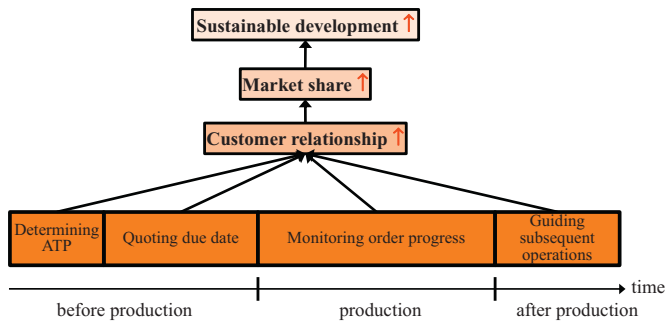 Sustainable development ↑
Market share ↑
Customer relationship ↑
Determining
ATP
Quoting due date
Monitoring order progress
Guiding
subsequent
operations
time
before production
production
after production